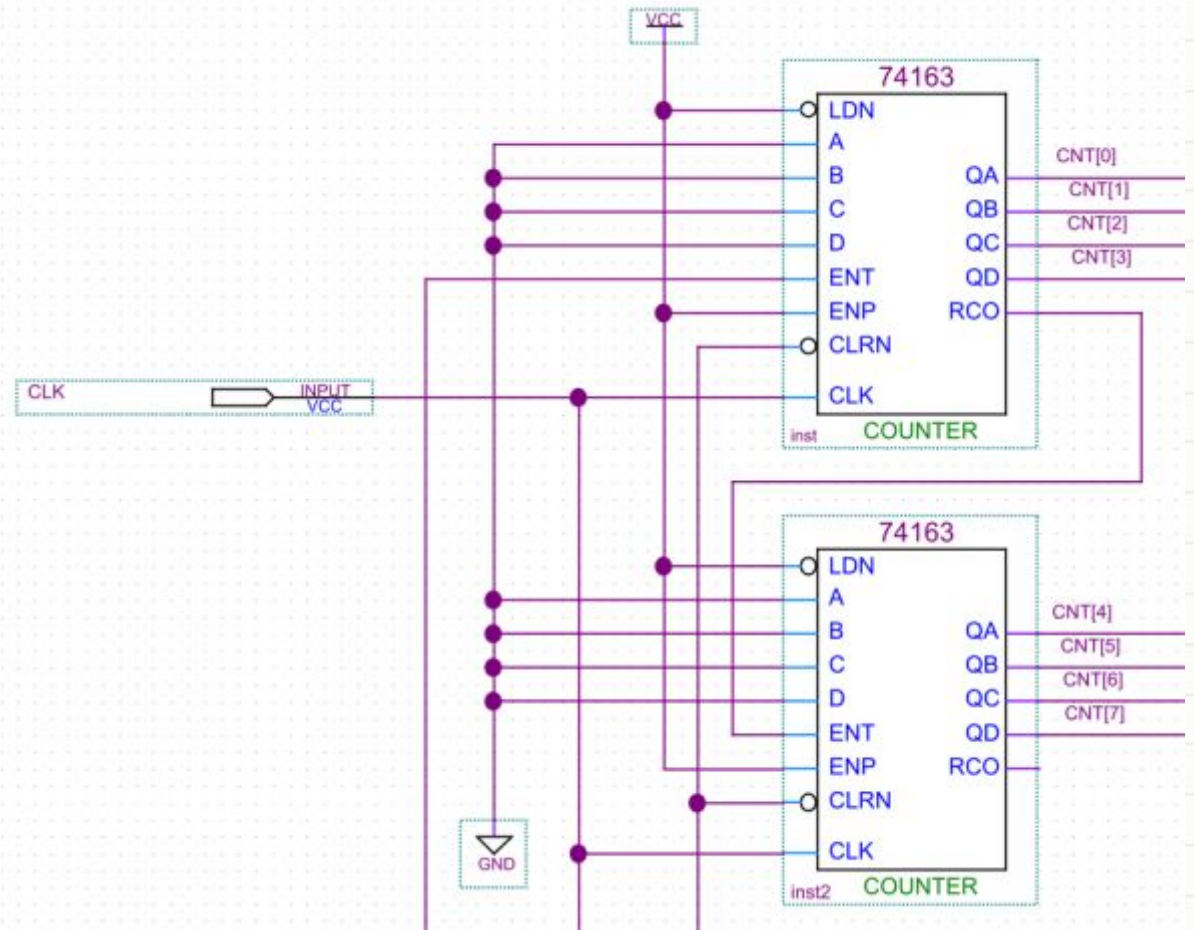 VCC
74163
LDN
A
B QA CNT[0]
C QB CNT[1]
D QC CNT[2]
ENT QD CNT[3]
ENP RCO
CLRN
CLK INPUT
VCC
CLK
inst COUNTER
74163
LDN
A
B QA CNT[4]
C QB CNT[5]
D QC CNT[6]
ENT QD CNT[7]
ENP RCO
CLRN
CLK
GND
inst2 COUNTER